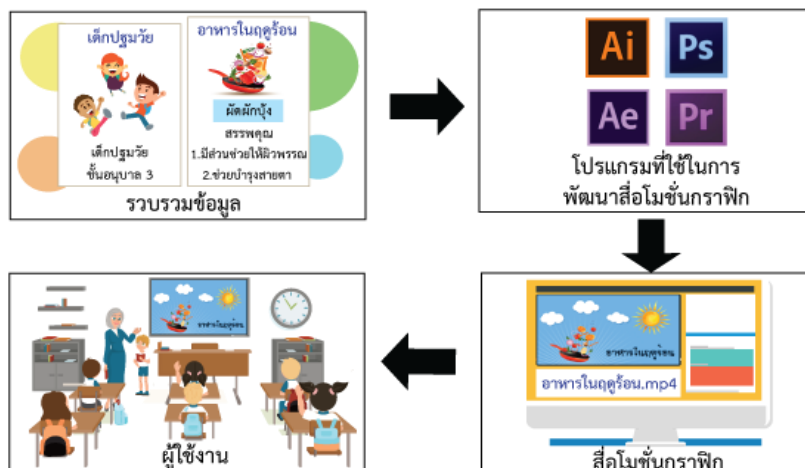 เด็กปฐมวัย
เด็กปฐมวัย
ชั้นอนุบาล 3
อาหารในฤดูร้อน
ผัดผักบุ้ง
สรรพคุณ
1.มีส่วนช่วยให้ผิวพรรณ
2.ช่วยบำรุงสายตา
รวบรวมข้อมูล
Ai
Ps
Ae
Pr
โปรแกรมที่ใช้ในการ
พัฒนาสื่อโมชั่นกราฟิก
อาหารในฤดูร้อน
ผู้ใช้งาน
อาหารในฤดูร้อน
อาหารในฤดูร้อน.mp4
สื่อโมชั่นกราฟิก